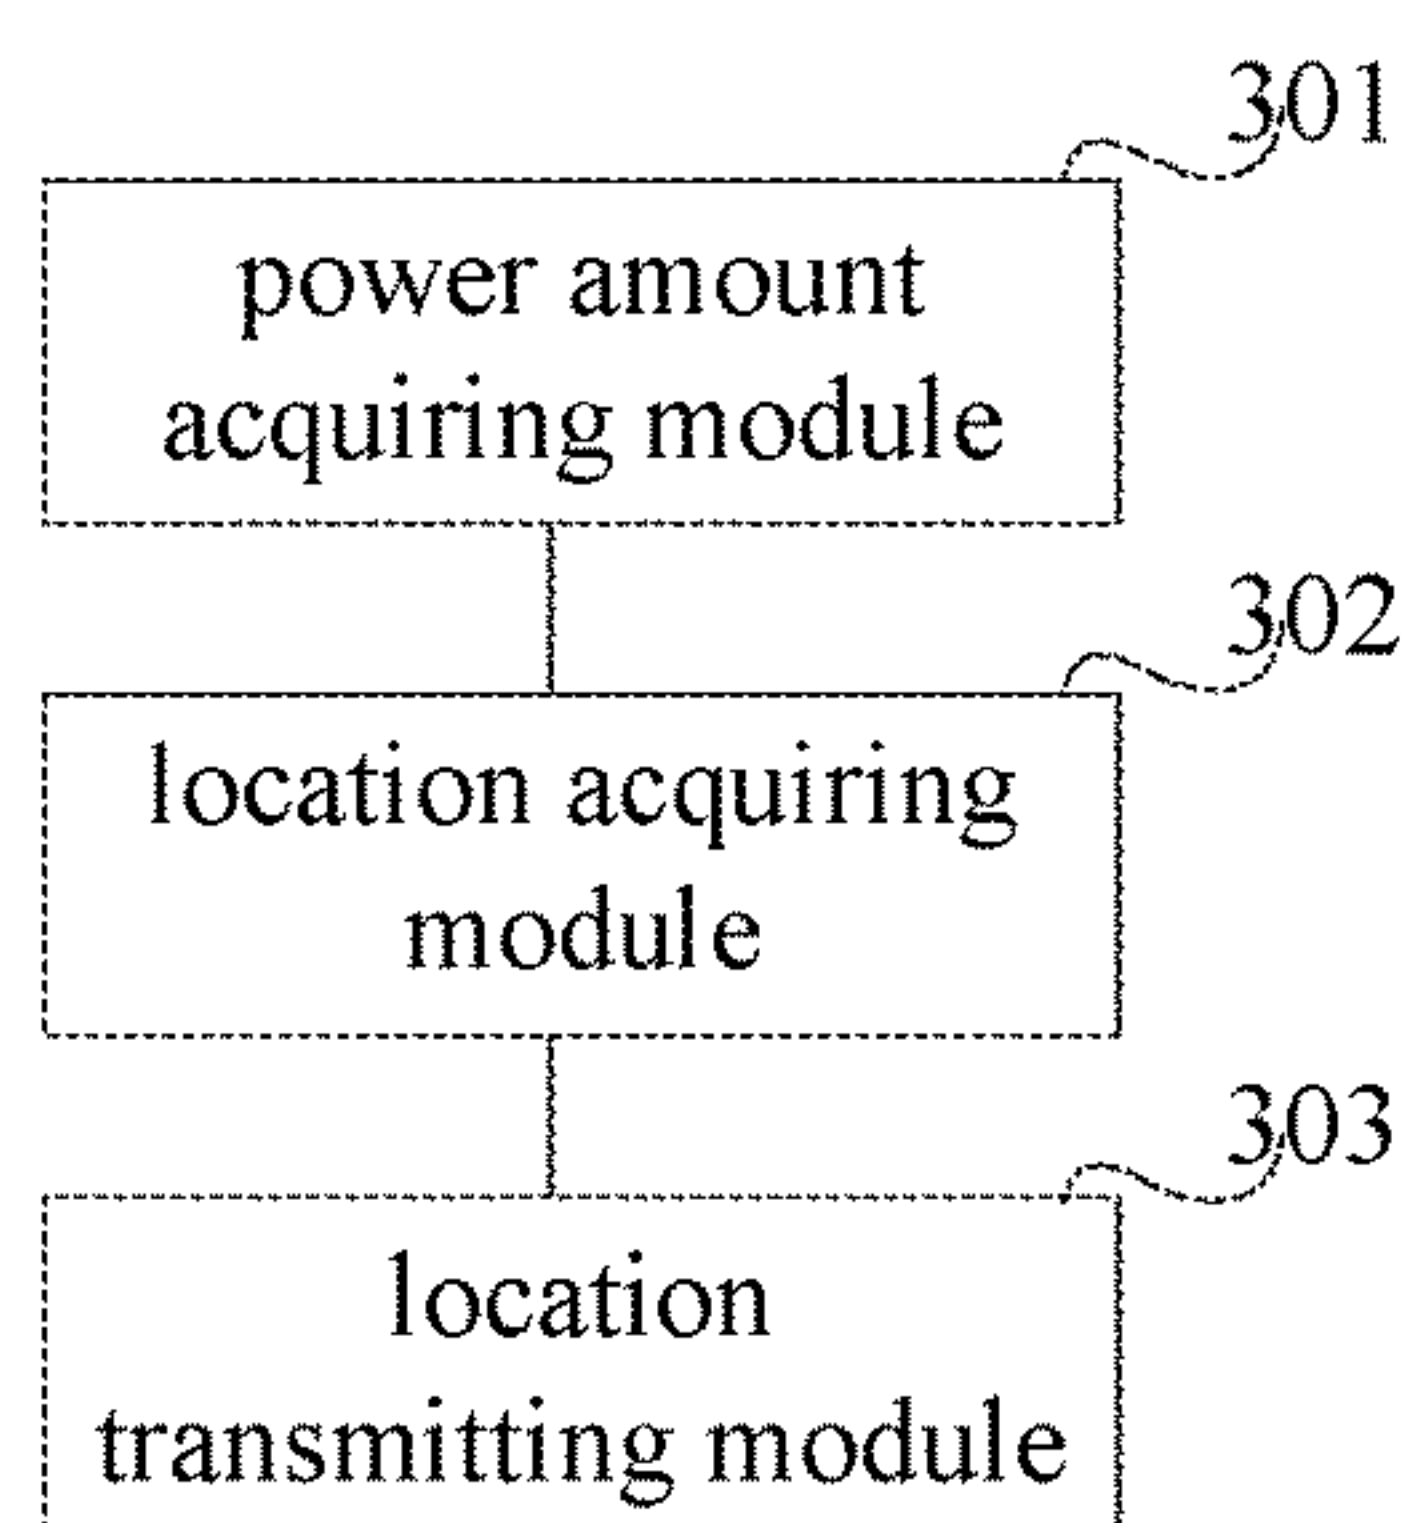 301
power amount
acquiring module
302
location acquiring
module
303
location
transmitting module